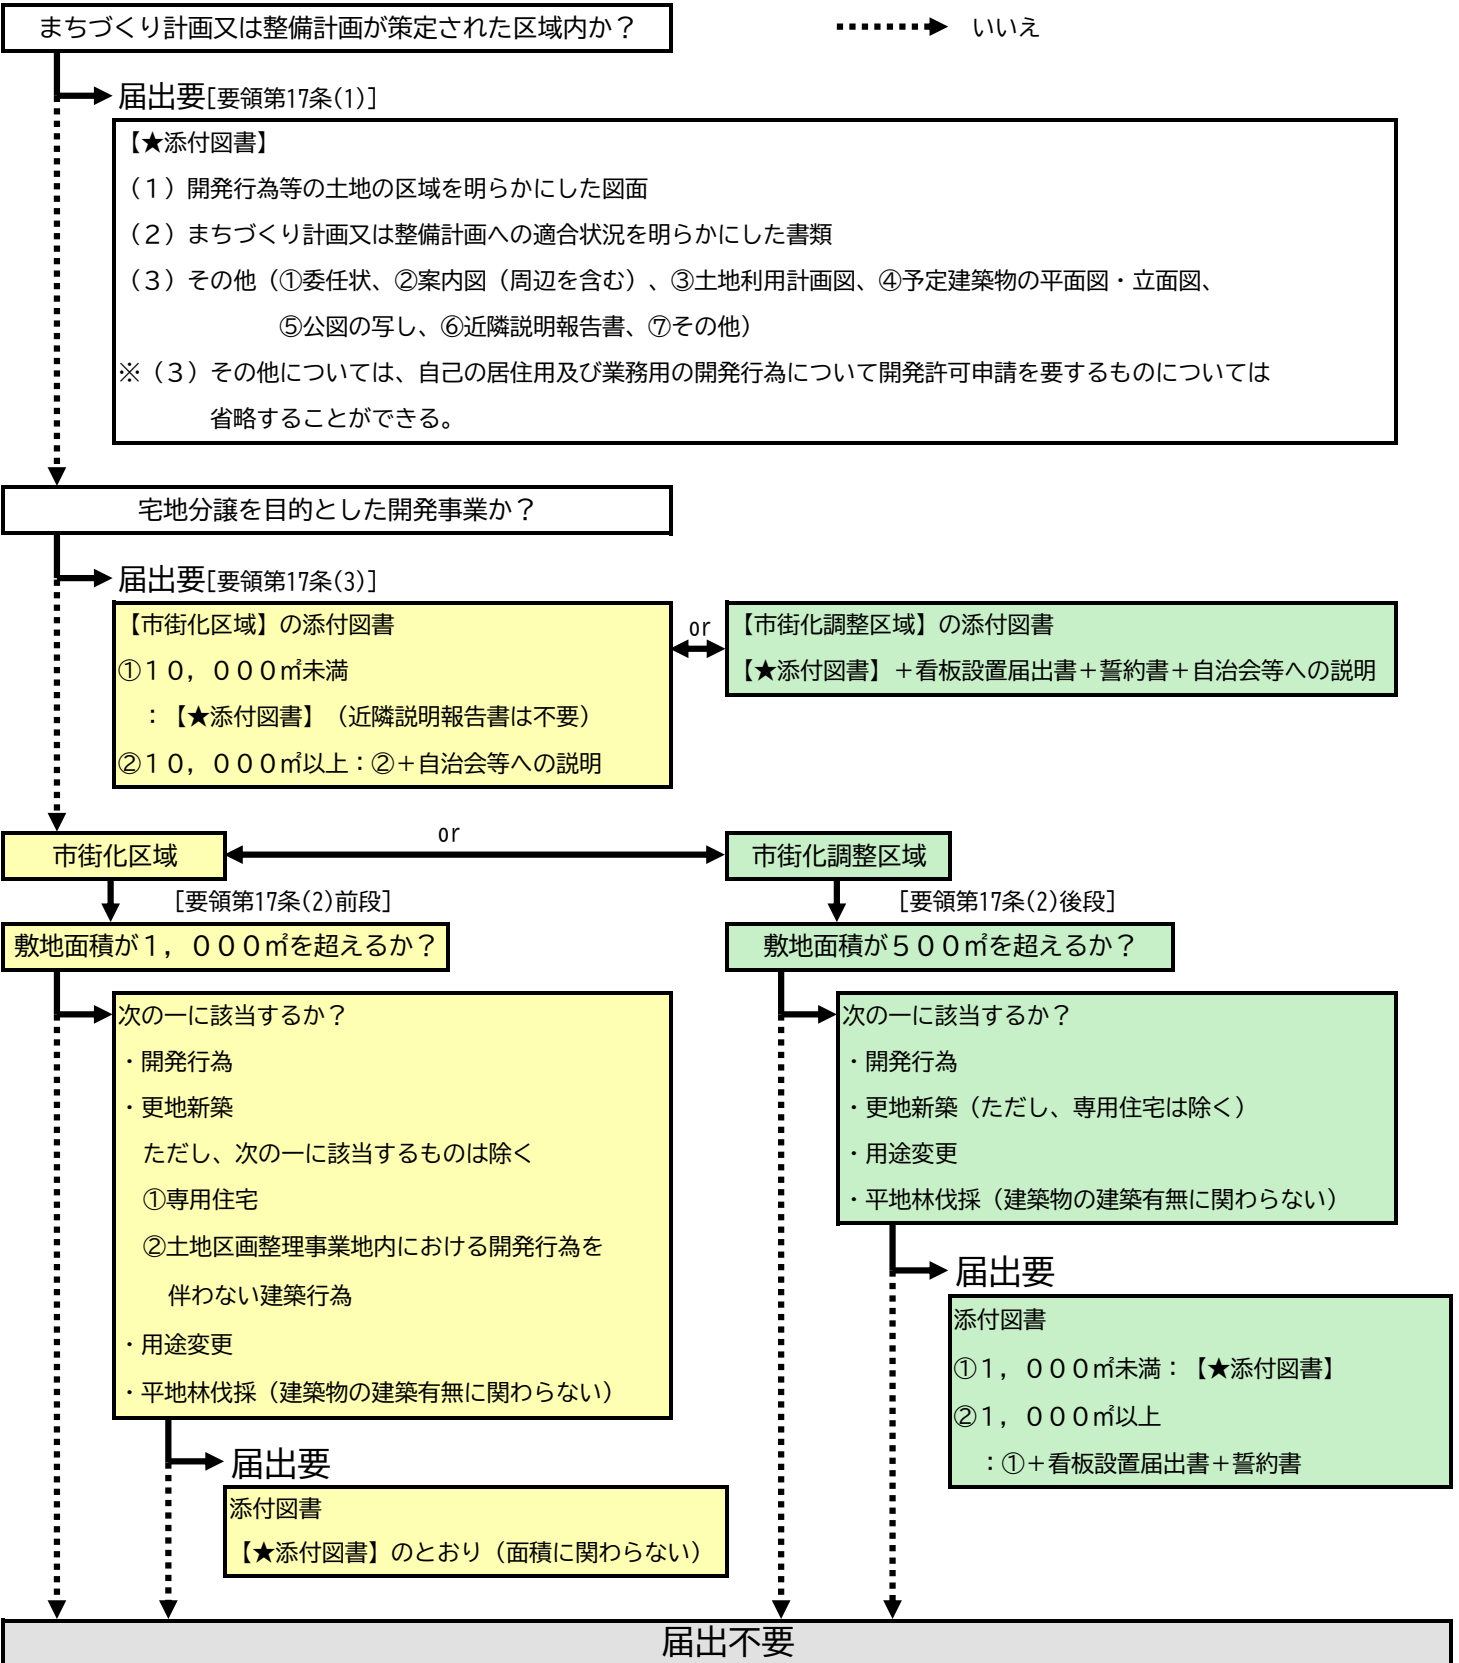 まちづくり計画又は整備計画が策定された区域内か？
いいえ
届出要[要領第17条(1)]
【★添付図書】
（１）開発行為等の土地の区域を明らかにした図面
（２）まちづくり計画又は整備計画への適合状況を明らかにした書類
（３）その他（①委任状、②案内図（周辺を含む）、③土地利用計画図、④予定建築物の平面図・立面図、
⑤公図の写し、⑥近隣説明報告書、⑦その他）
※（３）その他については、自己の居住用及び業務用の開発行為について開発許可申請を要するものについては
省略することができる。
宅地分譲を目的とした開発事業か？
届出要[要領第17条(3)]
【市街化区域】の添付図書
①１０，０００㎡未満
：【★添付図書】（近隣説明報告書は不要）
②１０，０００㎡以上：②＋自治会等への説明
or
【市街化調整区域】の添付図書
【★添付図書】＋看板設置届出書＋誓約書＋自治会等への説明
市街化区域
or
市街化調整区域
[要領第17条(2)前段]
敷地面積が１，０００㎡を超えるか？
次の一に該当するか？
・開発行為
・更地新築
ただし、次の一に該当するものは除く
①専用住宅
②土地区画整理事業地内における開発行為を
伴わない建築行為
・用途変更
・平地林伐採（建築物の建築有無に関わらない）
届出要
添付図書
【★添付図書】のとおり（面積に関わらない）
[要領第17条(2)後段]
敷地面積が５００㎡を超えるか？
次の一に該当するか？
・開発行為
・更地新築（ただし、専用住宅は除く）
・用途変更
・平地林伐採（建築物の建築有無に関わらない）
届出要
添付図書
①１，０００㎡未満：【★添付図書】
②１，０００㎡以上
：①＋看板設置届出書＋誓約書
届出不要